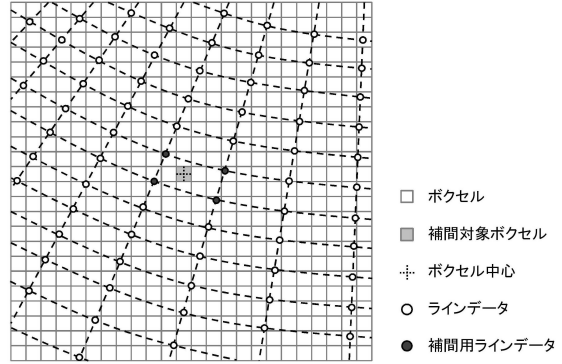 ボクセル
補間対象ボクセル
ボクセル中心
ラインデータ
補間用ラインデータ